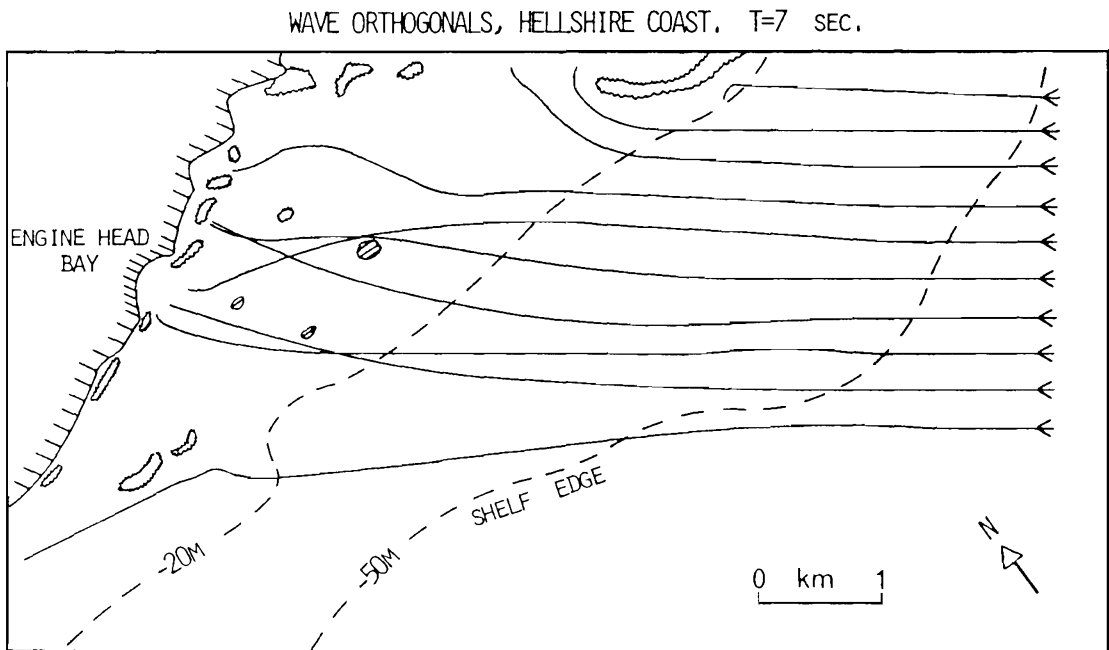 WAVE ORTHOGONALS, HELLSHIRE COAST. T=7 SEC.
ENGINE HEAD
BAY
SHELF EDGE
-20M
-50M
N
0 km 1